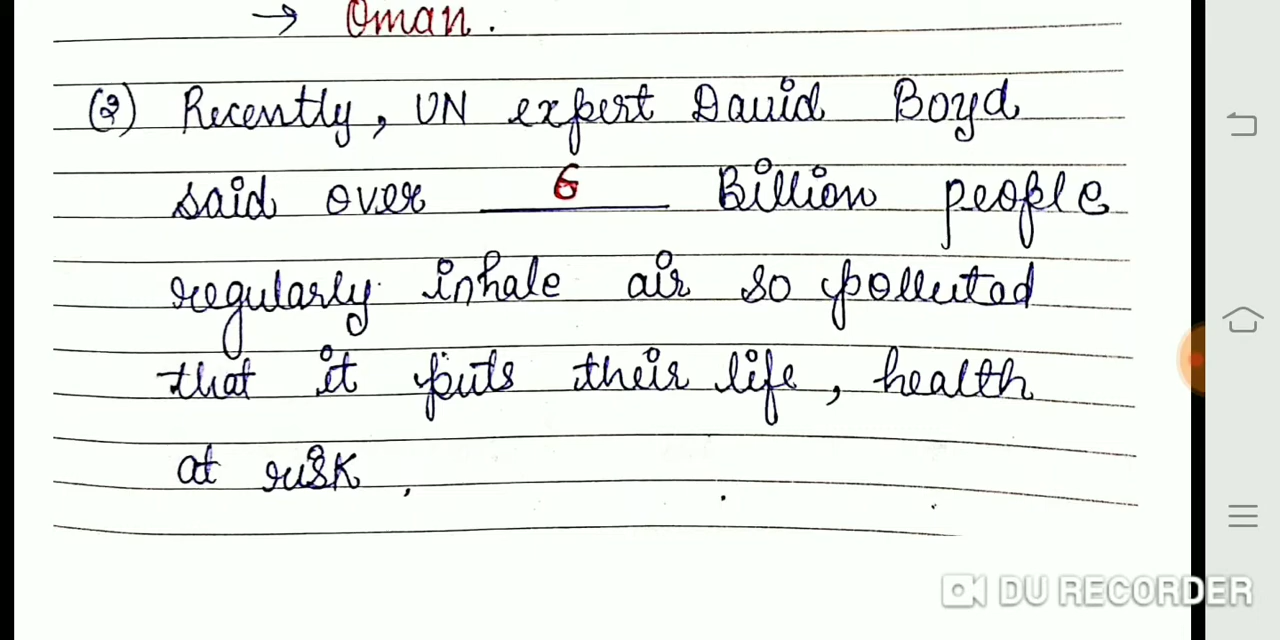 → Oman.
(2) Recently, UN expert David Boyd
said over 6 Billion people
regularly inhale air so polluted
that it puts their life, health
at risk.
DU RECORDER